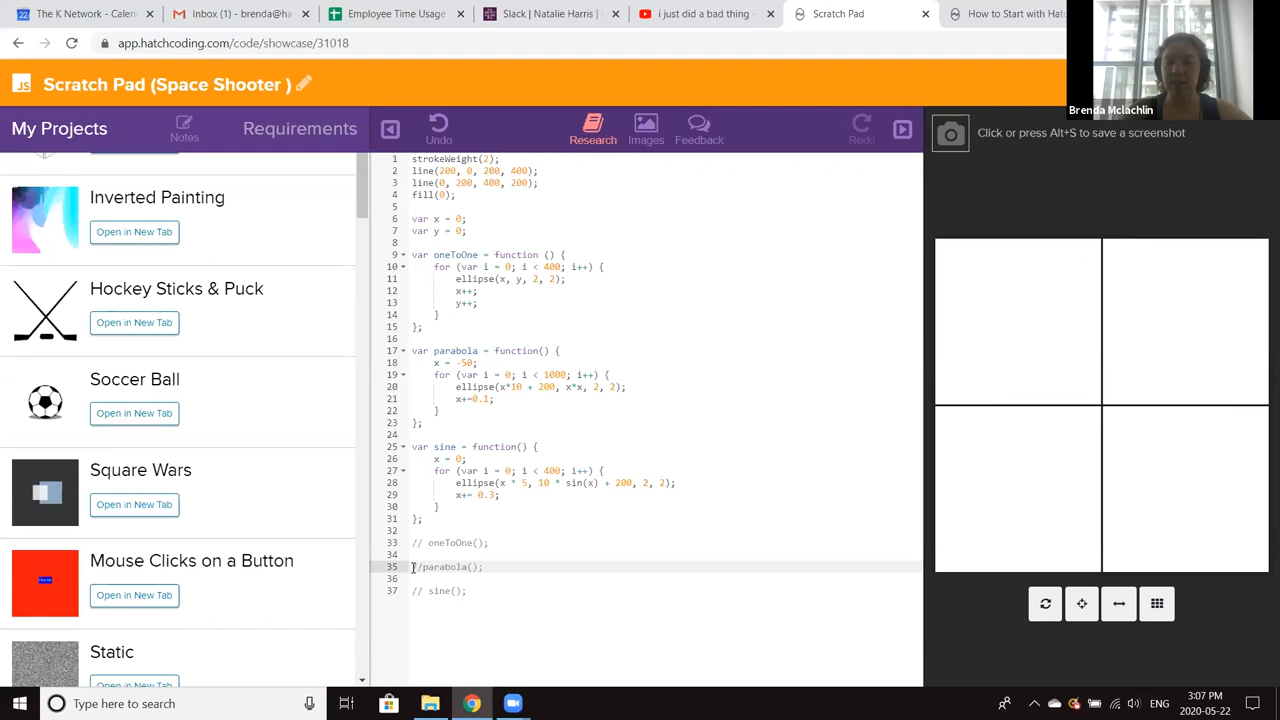 22 The K Network - Calen
Inbox (1) - brenda@ha
Employee Time Usage
Slack | Natalie Harris |
i just did a bad thing -
Scratch Pad
How to Start with Hatc
app.hatchcoding.com/code/showcase/31018
JS Scratch Pad (Space Shooter )
Brenda Mclachlin
My Projects
Notes
Requirements
Undo
Research
Images
Feedback
Redo
Click or press Alt+S to save a screenshot
Inverted Painting
Open in New Tab
Hockey Sticks & Puck
Open in New Tab
Soccer Ball
Open in New Tab
Square Wars
Open in New Tab
Mouse Clicks on a Button
Open in New Tab
Static
Open in New Tab
1 strokeWeight(2);
2 line(200, 0, 200, 400);
3 line(0, 200, 400, 200);
4 fill(0);
5
6 var x = 0;
7 var y = 0;
8
9 var oneToOne = function () {
10 for (var i = 0; i < 400; i++) {
11 ellipse(x, y, 2, 2);
12 x++;
13 y++;
14 }
15 };
16
17 var parabola = function() {
18 x = -50;
19 for (var i = 0; i < 1000; i++) {
20 ellipse(x*10 + 200, x*x, 2, 2);
21 x+=0.1;
22 }
23 };
24
25 var sine = function() {
26 x = 0;
27 for (var i = 0; i < 400; i++) {
28 ellipse(x * 5, 10 * sin(x) + 200, 2, 2);
29 x+= 0.3;
30 }
31 };
32
33 // oneToOne();
34
35 //parabola();
36
37 // sine();
Type here to search
ENG
3:07 PM
2020-05-22